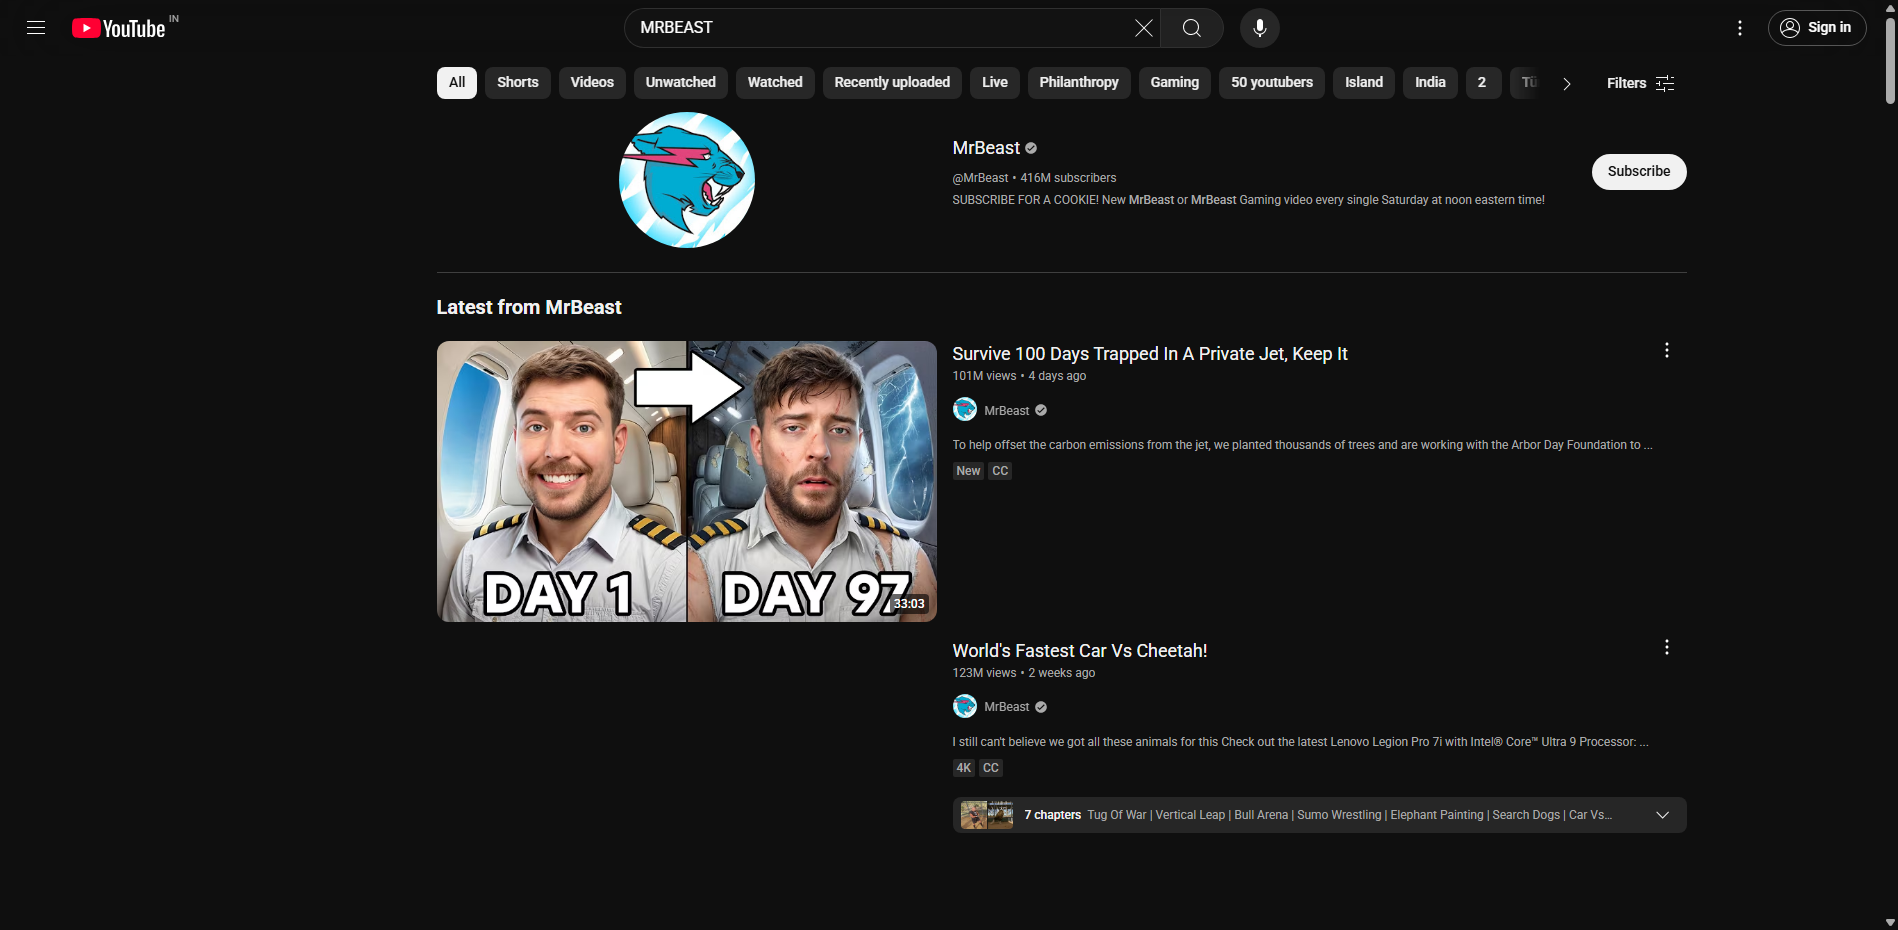 YouTube IN
MRBEAST
Sign in
All Shorts Videos Unwatched Watched Recently uploaded Live Philanthropy Gaming 50 youtubers Island India 2 Filters
MrBeast
@MrBeast • 416M subscribers
SUBSCRIBE FOR A COOKIE! New MrBeast or MrBeast Gaming video every single Saturday at noon eastern time!
Subscribe
Latest from MrBeast
DAY 1
DAY 97
33:03
Survive 100 Days Trapped In A Private Jet, Keep It
101M views • 4 days ago
MrBeast
To help offset the carbon emissions from the jet, we planted thousands of trees and are working with the Arbor Day Foundation to ...
New CC
World's Fastest Car Vs Cheetah!
123M views • 2 weeks ago
MrBeast
I still can't believe we got all these animals for this Check out the latest Lenovo Legion Pro 7i with Intel® Core™ Ultra 9 Processor: ...
4K CC
7 chapters Tug Of War | Vertical Leap | Bull Arena | Sumo Wrestling | Elephant Painting | Search Dogs | Car Vs...